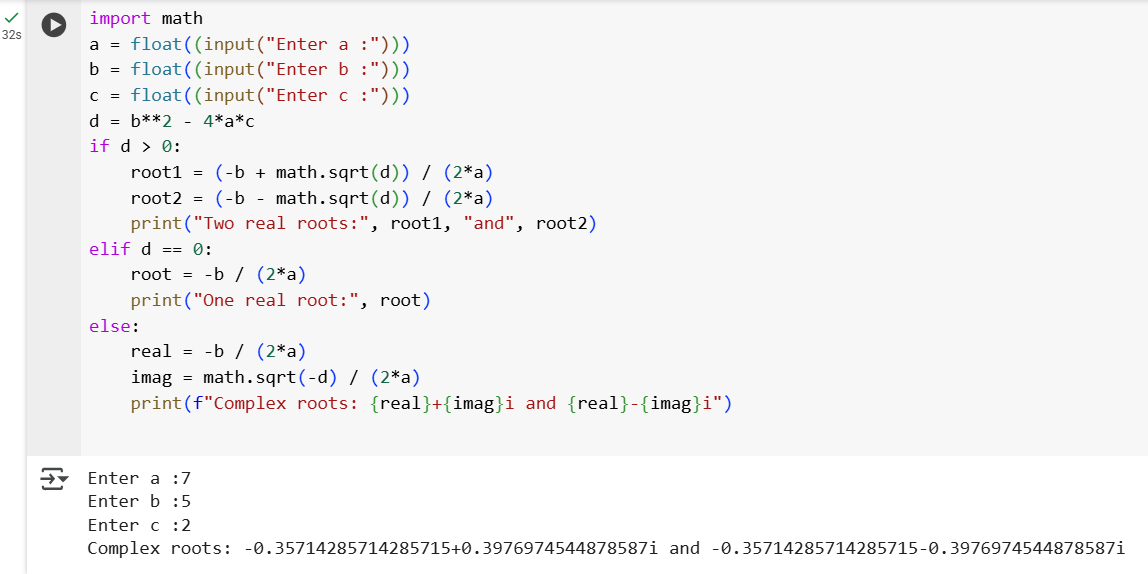 import math
32s
a = float((input("Enter a :")))
b = float((input("Enter b :")))
c = float((input("Enter c :")))
d = b**2 - 4*a*c
if d > 0:
    root1 = (-b + math.sqrt(d)) / (2*a)
    root2 = (-b - math.sqrt(d)) / (2*a)
    print("Two real roots:", root1, "and", root2)
elif d == 0:
    root = -b / (2*a)
    print("One real root:", root)
else:
    real = -b / (2*a)
    imag = math.sqrt(-d) / (2*a)
    print(f"Complex roots: {real}+{imag}i and {real}-{imag}i")
Enter a :7
Enter b :5
Enter c :2
Complex roots: -0.35714285714285715+0.3976974544878587i and -0.35714285714285715-0.3976974544878587i